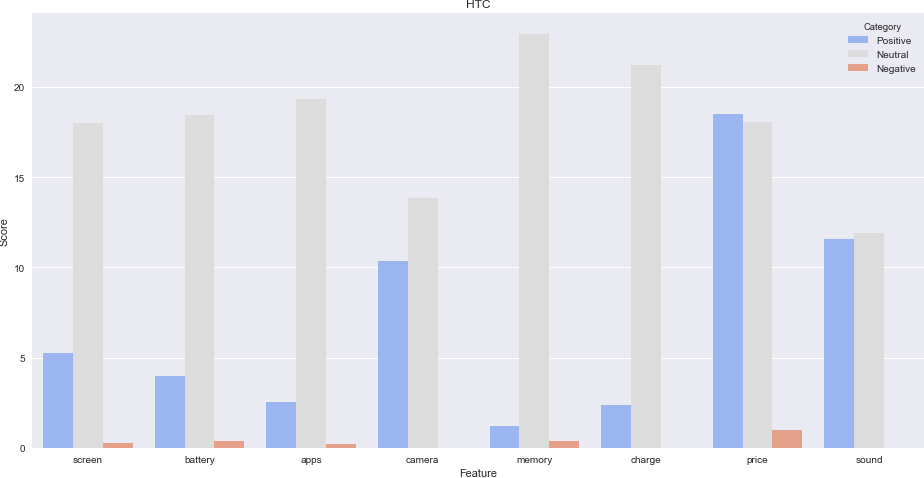 HTC
Category
Positive
Neutral
Negative
Score
20
15
10
5
0
screen battery apps camera memory charge price sound
Feature